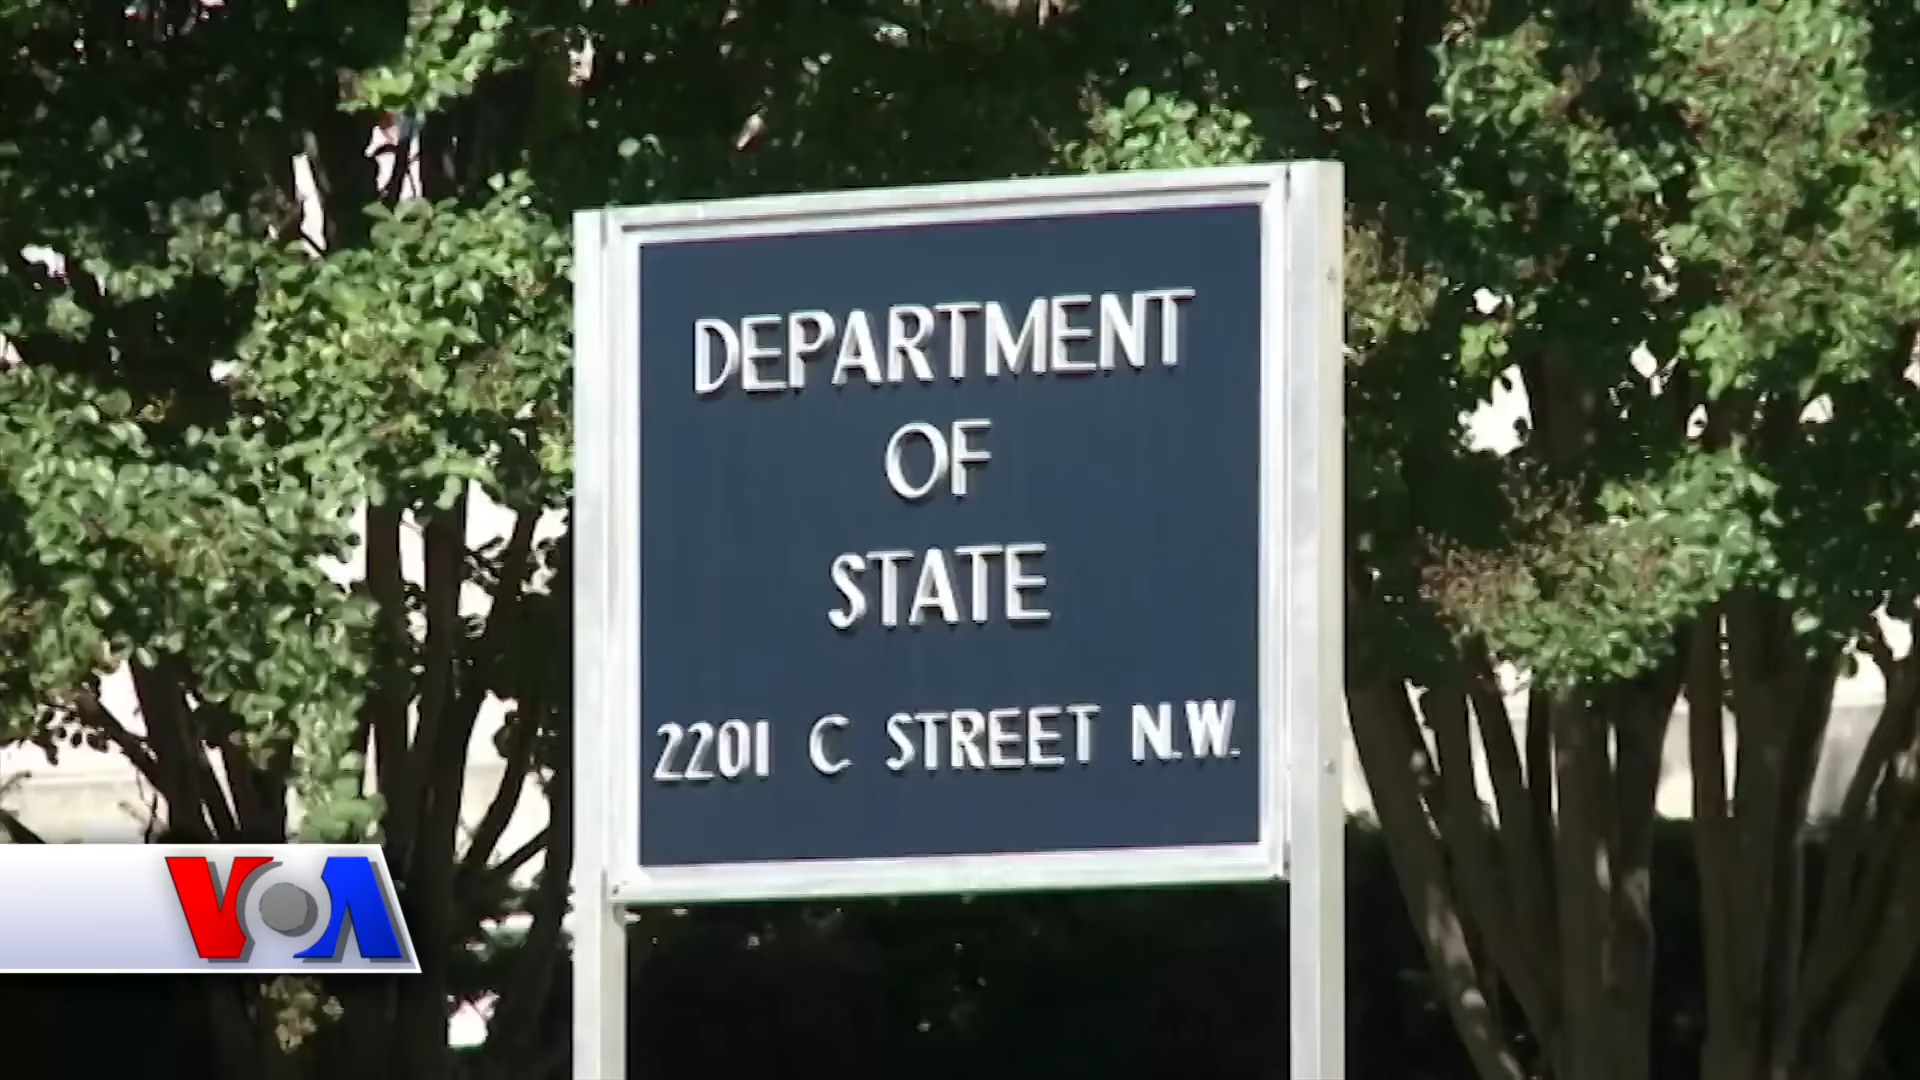 DEPARTMENT
OF
STATE
2201 C STREET N.W.
VOA